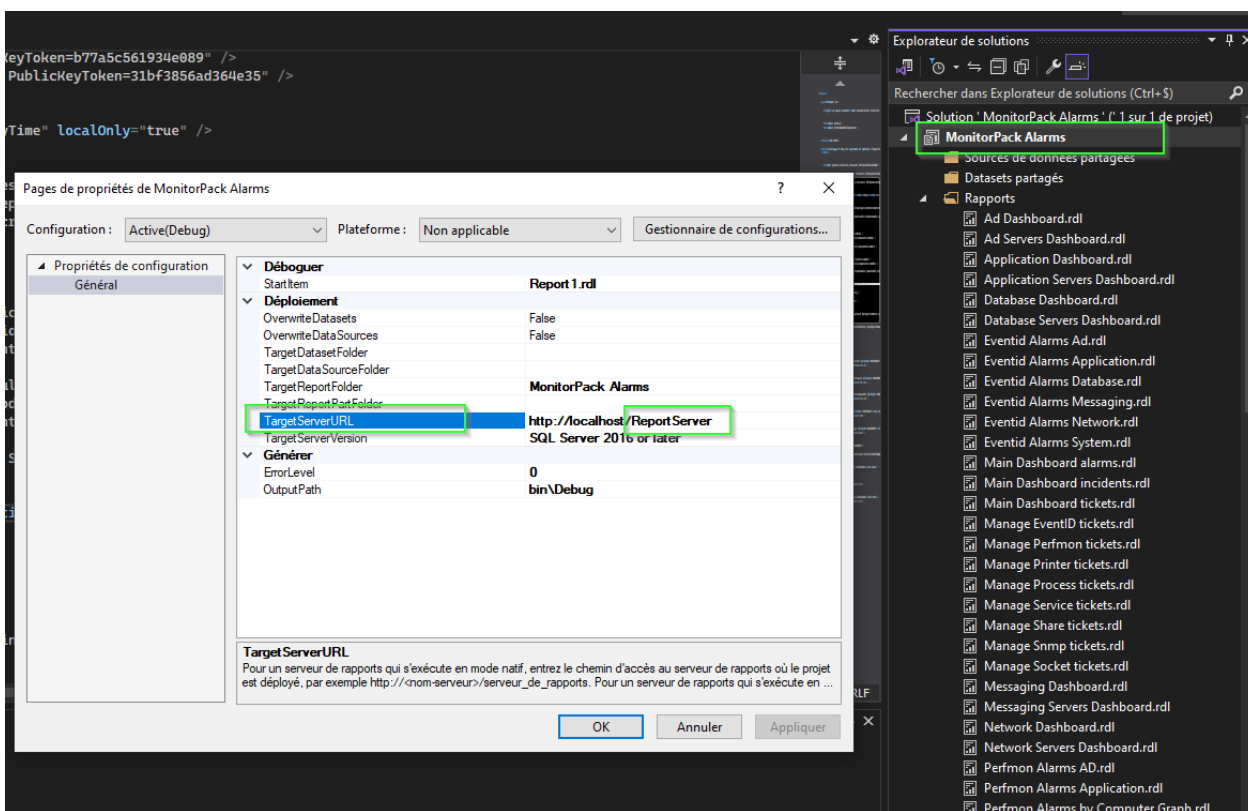 keyToken=b77a5c561934e089" />
PublicKeyToken=31bf3856ad364e35" />
yTime" localOnly="true" />
Explorateur de solutions
Rechercher dans Explorateur de solutions (Ctrl+$)
Solution ' MonitorPack Alarms ' (' 1 sur 1 de projet)
MonitorPack Alarms
Sources de données partagées
Datasets partagés
Rapports
Ad Dashboard.rdl
Ad Servers Dashboard.rdl
Application Dashboard.rdl
Application Servers Dashboard.rdl
Database Dashboard.rdl
Database Servers Dashboard.rdl
Eventid Alarms Ad.rdl
Eventid Alarms Application.rdl
Eventid Alarms Database.rdl
Eventid Alarms Messaging.rdl
Eventid Alarms Network.rdl
Eventid Alarms System.rdl
Main Dashboard alarms.rdl
Main Dashboard incidents.rdl
Main Dashboard tickets.rdl
Manage EventID tickets.rdl
Manage Perfmon tickets.rdl
Manage Printer tickets.rdl
Manage Process tickets.rdl
Manage Service tickets.rdl
Manage Share tickets.rdl
Manage Snmp tickets.rdl
Manage Socket tickets.rdl
Messaging Dashboard.rdl
Messaging Servers Dashboard.rdl
Network Dashboard.rdl
Network Servers Dashboard.rdl
Perfmon Alarms AD.rdl
Perfmon Alarms Application.rdl
Perfmon Alarms by Computer Graph.rdl
Pages de propriétés de MonitorPack Alarms
Configuration : Active(Debug) Plateforme : Non applicable Gestionnaire de configurations...
Propriétés de configuration
Général
Déboguer
StartItem Report1.rdl
Déploiement
OverwriteDatasets False
OverwriteDataSources False
TargetDatasetFolder
TargetDataSourceFolder
TargetReportFolder MonitorPack Alarms
TargetReportPartFolder
TargetServerURL http://localhost/ReportServer
TargetServerVersion SQL Server 2016 or later
Générer
ErrorLevel 0
OutputPath bin\Debug
TargetServerURL
Pour un serveur de rapports qui s'exécute en mode natif, entrez le chemin d'accès au serveur de rapports où le projet
est déployé, par exemple http://<nom-serveur>/serveur_de_rapports. Pour un serveur de rapports qui s'exécute en ...
OK Annuler Appliquer
RLF